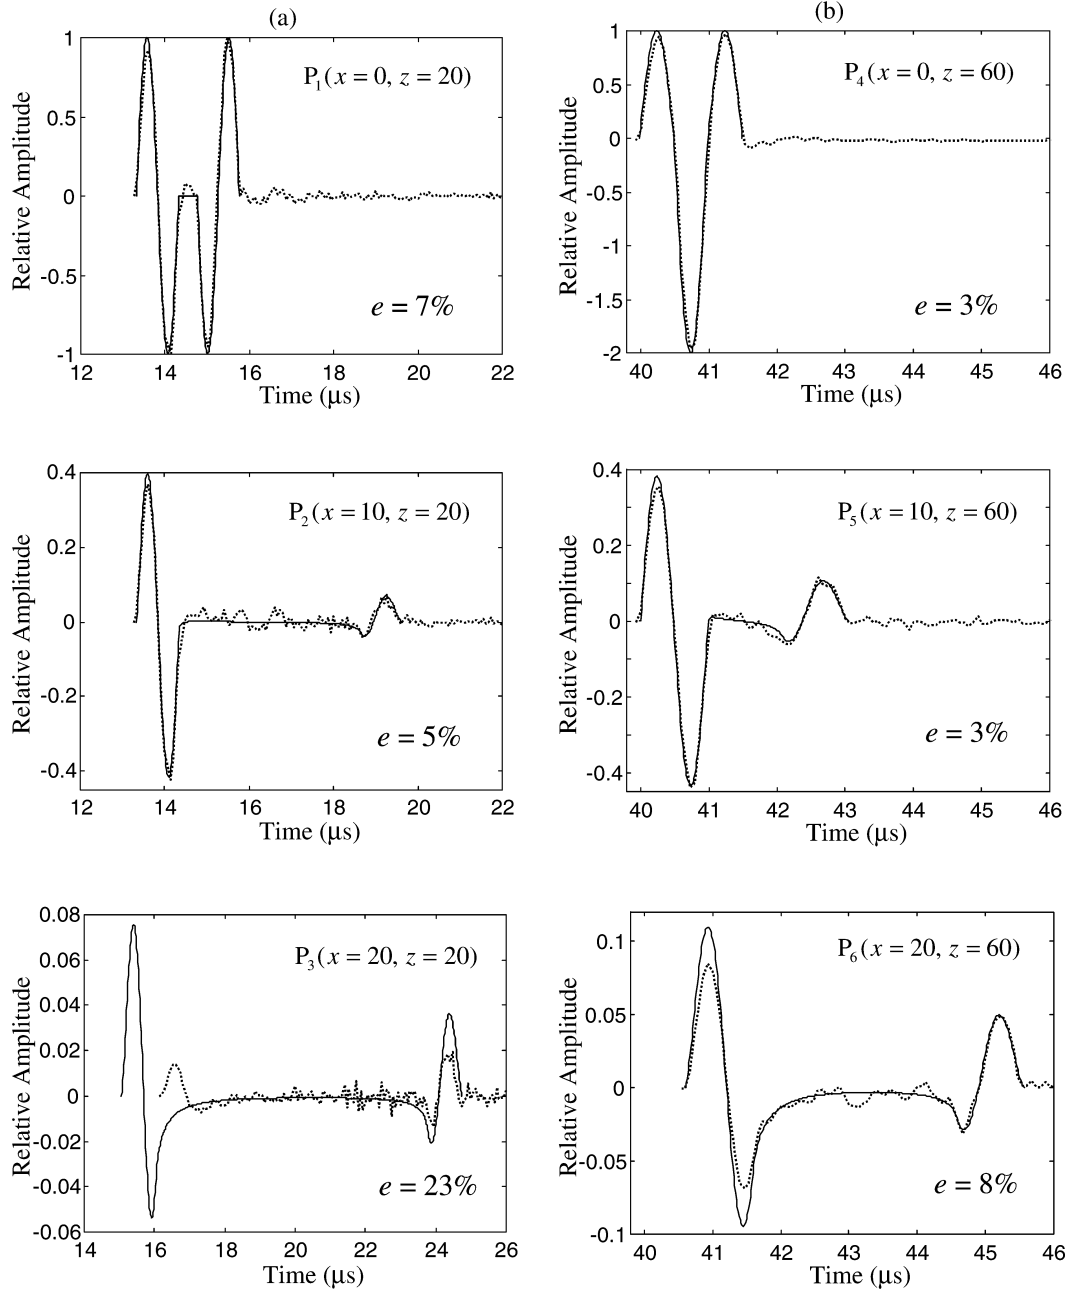 (a)
1
0.5
0
-0.5
-1
12
14
16
18
20
22
Relative Amplitude
Time (μs)
P1(x = 0, z = 20)
e = 7%
(b)
1
0.5
0
-0.5
-1
-1.5
-2
40
41
42
43
44
45
46
Relative Amplitude
Time (μs)
P4(x = 0, z = 60)
e = 3%
0.4
0.2
0
-0.2
-0.4
12
14
16
18
20
22
Relative Amplitude
Time (μs)
P2(x = 10, z = 20)
e = 5%
0.4
0.2
0
-0.2
-0.4
40
41
42
43
44
45
46
Relative Amplitude
Time (μs)
P5(x = 10, z = 60)
e = 3%
0.08
0.06
0.04
0.02
0
-0.02
-0.04
-0.06
14
16
18
20
22
24
26
Relative Amplitude
Time (μs)
P3(x = 20, z = 20)
e = 23%
0.1
0.05
0
-0.05
-0.1
40
41
42
43
44
45
46
Relative Amplitude
Time (μs)
P6(x = 20, z = 60)
e = 8%